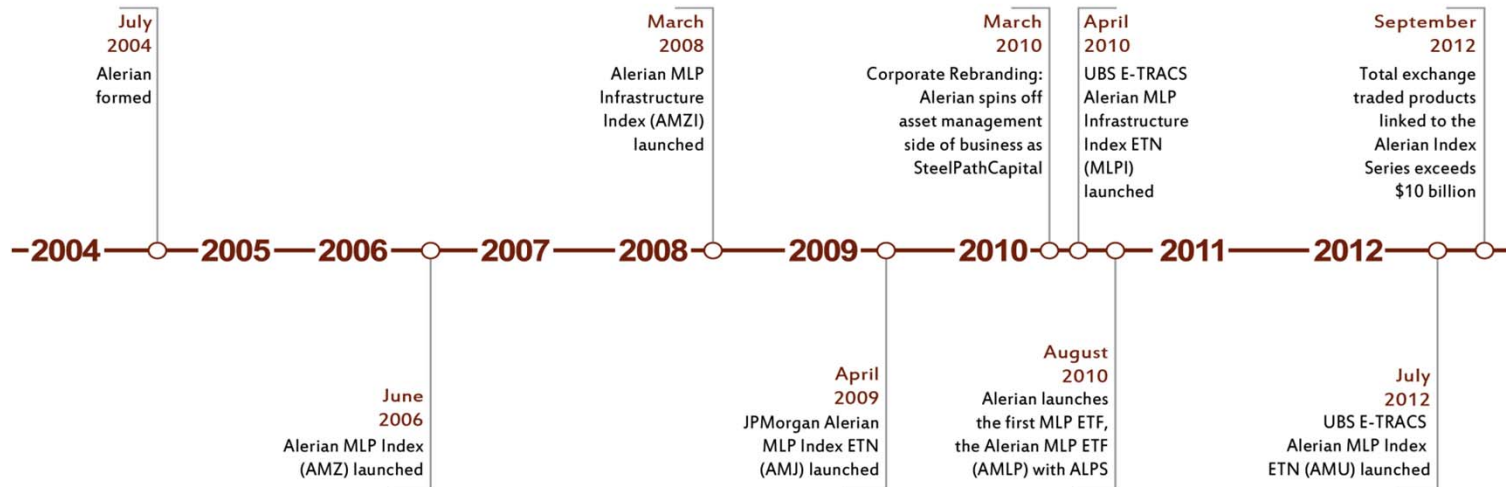 July
2004
Alerian
formed
March
2008
Alerian MLP
Infrastructure
Index (AMZI)
launched
March
2010
Corporate Rebranding:
Alerian spins off
asset management
side of business as
SteelPathCapital
April
2010
UBS E-TRACS
Alerian MLP
Infrastructure
Index ETN
(MLPI)
launched
September
2012
Total exchange
traded products
linked to the
Alerian Index
Series exceeds
$10 billion
2004 2005 2006 2007 2008 2009 2010 2011 2012
June
2006
Alerian MLP Index
(AMZ) launched
April
2009
JPMorgan Alerian
MLP Index ETN
(AMJ) launched
August
2010
Alerian launches
the first MLP ETF,
the Alerian MLP ETF
(AMLP) with ALPS
July
2012
UBS E-TRACS
Alerian MLP Index
ETN (AMU) launched